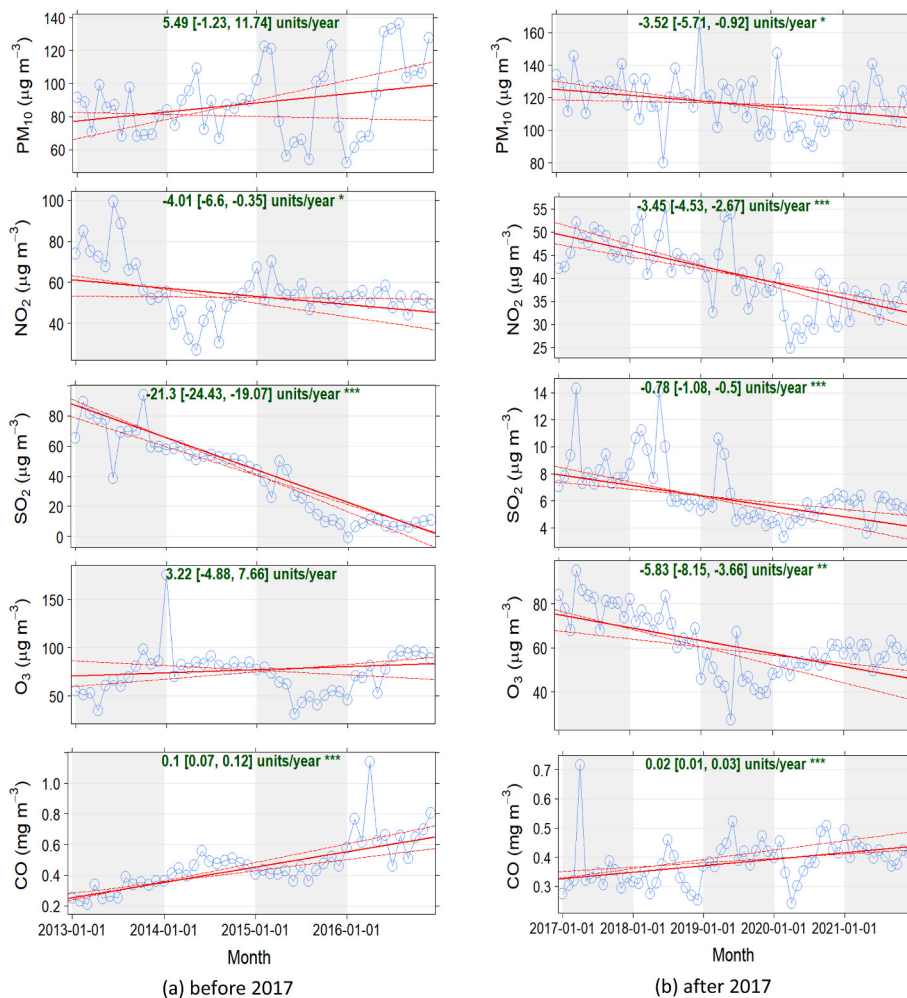 5.49 [-1.23, 11.74] units/year
PM₁₀ (μg m⁻³)
140
120
100
80
60
-4.01 [-6.6, -0.35] units/year *
NO₂ (μg m⁻³)
100
80
60
40
-21.3 [-24.43, -19.07] units/year ***
SO₂ (μg m⁻³)
80
60
40
20
0
3.22 [-4.88, 7.66] units/year
O₃ (μg m⁻³)
150
100
50
0.1 [0.07, 0.12] units/year ***
CO (mg m⁻³)
1.0
0.8
0.6
0.4
0.2
2013-01-01 2014-01-01 2015-01-01 2016-01-01
Month
(a) before 2017
-3.52 [-5.71, -0.92] units/year *
PM₁₀ (μg m⁻³)
160
140
120
100
80
-3.45 [-4.53, -2.67] units/year ***
NO₂ (μg m⁻³)
55
50
45
40
35
30
25
-0.78 [-1.08, -0.5] units/year ***
SO₂ (μg m⁻³)
14
12
10
8
6
4
-5.83 [-8.15, -3.66] units/year **
O₃ (μg m⁻³)
80
60
40
0.02 [0.01, 0.03] units/year ***
CO (mg m⁻³)
0.7
0.6
0.5
0.4
0.3
2017-01-01 2018-01-01 2019-01-01 2020-01-01 2021-01-01
Month
(b) after 2017